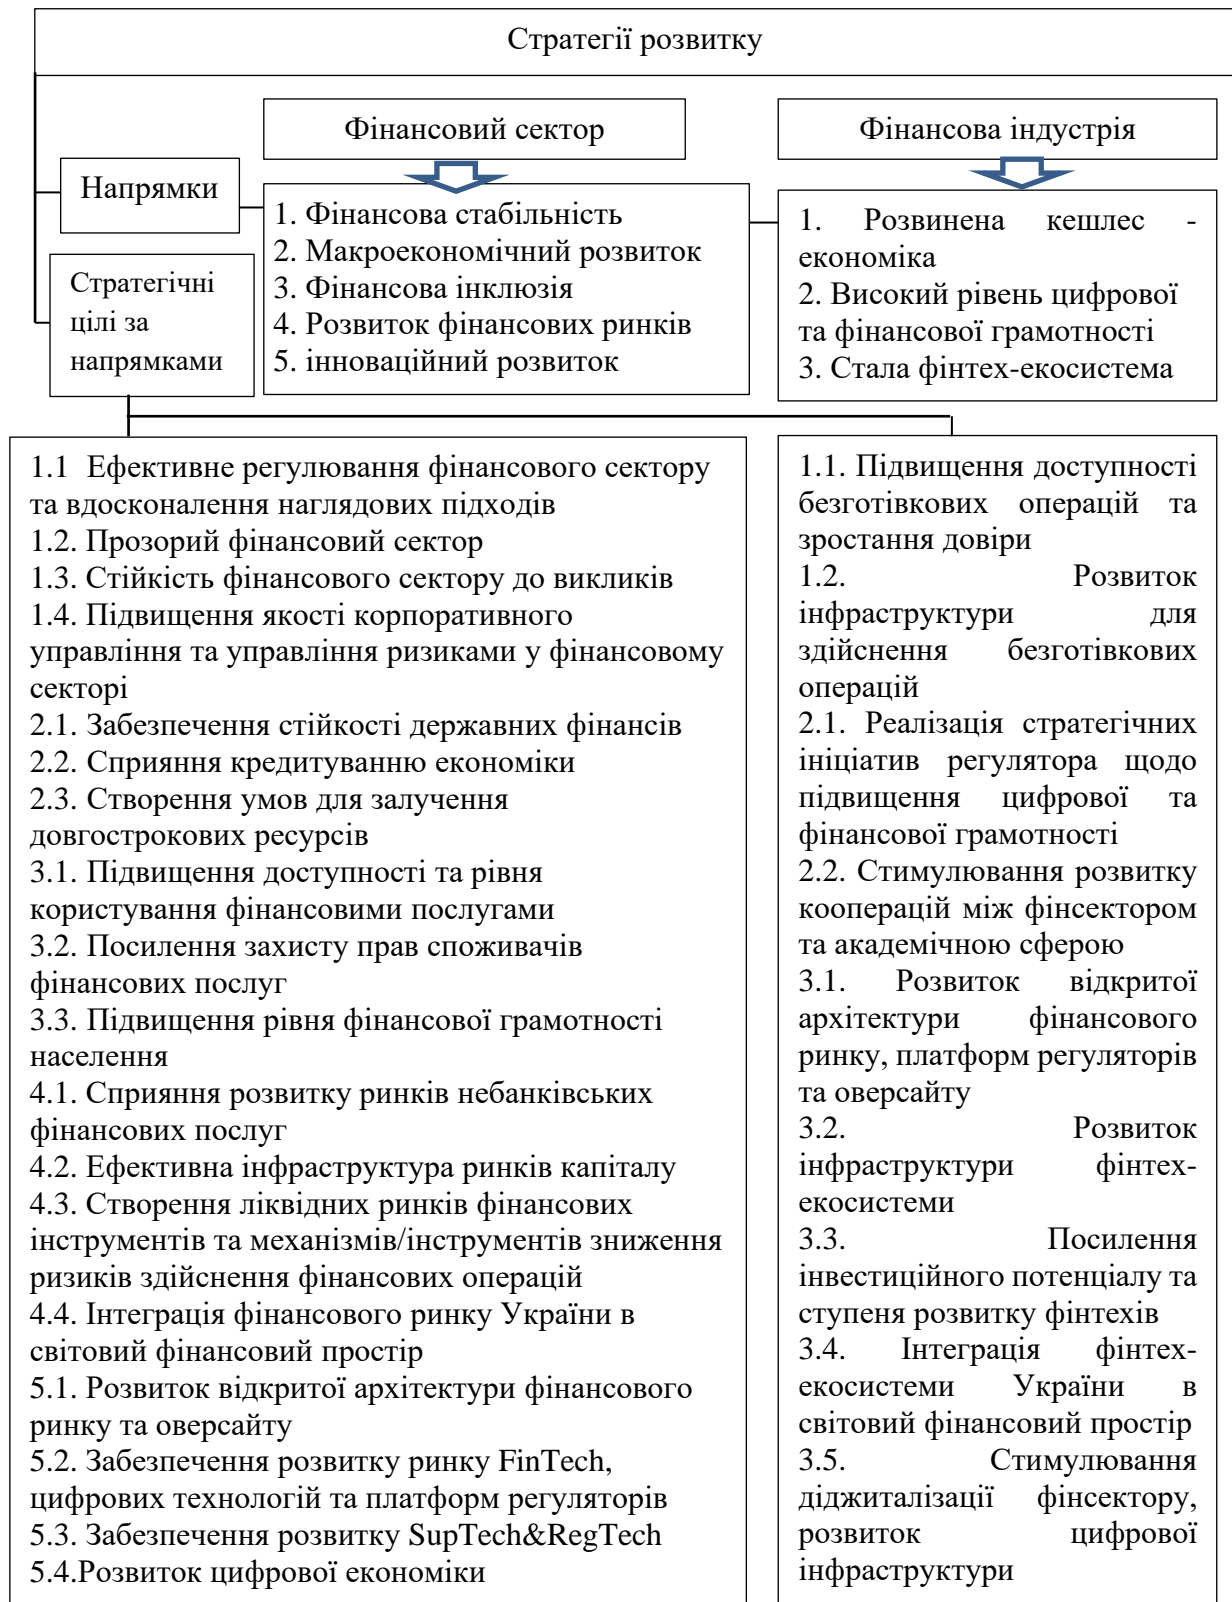 Стратегії розвитку
Фінансовий сектор
Фінансова індустрія
Напрямки
1. Фінансова стабільність
2. Макроекономічний розвиток
3. Фінансова інклюзія
4. Розвиток фінансових ринків
5. інноваційний розвиток
1. Розвинена кешлес -
економіка
2. Високий рівень цифрової
та фінансової грамотності
3. Стала фінтех-екосистема
Стратегічні
цілі за
напрямками
1.1 Ефективне регулювання фінансового сектору
та вдосконалення наглядових підходів
1.2. Прозорий фінансовий сектор
1.3. Стійкість фінансового сектору до викликів
1.4. Підвищення якості корпоративного
управління та управління ризиками у фінансовому
секторі
2.1. Забезпечення стійкості державних фінансів
2.2. Сприяння кредитуванню економіки
2.3. Створення умов для залучення
довгострокових ресурсів
3.1. Підвищення доступності та рівня
користування фінансовими послугами
3.2. Посилення захисту прав споживачів
фінансових послуг
3.3. Підвищення рівня фінансової грамотності
населення
4.1. Сприяння розвитку ринків небанківських
фінансових послуг
4.2. Ефективна інфраструктура ринків капіталу
4.3. Створення ліквідних ринків фінансових
інструментів та механізмів/інструментів зниження
ризиків здійснення фінансових операцій
4.4. Інтеграція фінансового ринку України в
світовий фінансовий простір
5.1. Розвиток відкритої архітектури фінансового
ринку та оверсайту
5.2. Забезпечення розвитку ринку FinTech,
цифрових технологій та платформ регуляторів
5.3. Забезпечення розвитку SupTech&RegTech
5.4.Розвиток цифрової економіки
1.1. Підвищення доступності
безготівкових операцій та
зростання довіри
1.2. Розвиток
інфраструктури для
здійснення безготівкових
операцій
2.1. Реалізація стратегічних
ініціатив регулятора щодо
підвищення цифрової та
фінансової грамотності
2.2. Стимулювання розвитку
кооперацій між фінсектором
та академічною сферою
3.1. Розвиток відкритої
архітектури фінансового
ринку, платформ регуляторів
та оверсайту
3.2. Розвиток
інфраструктури фінтех-
екосистеми
3.3. Посилення
інвестиційного потенціалу та
ступеня розвитку фінтехів
3.4. Інтеграція фінтех-
екосистеми України в
світовий фінансовий простір
3.5. Стимулювання
діджиталізації фінсектору,
розвиток цифрової
інфраструктури